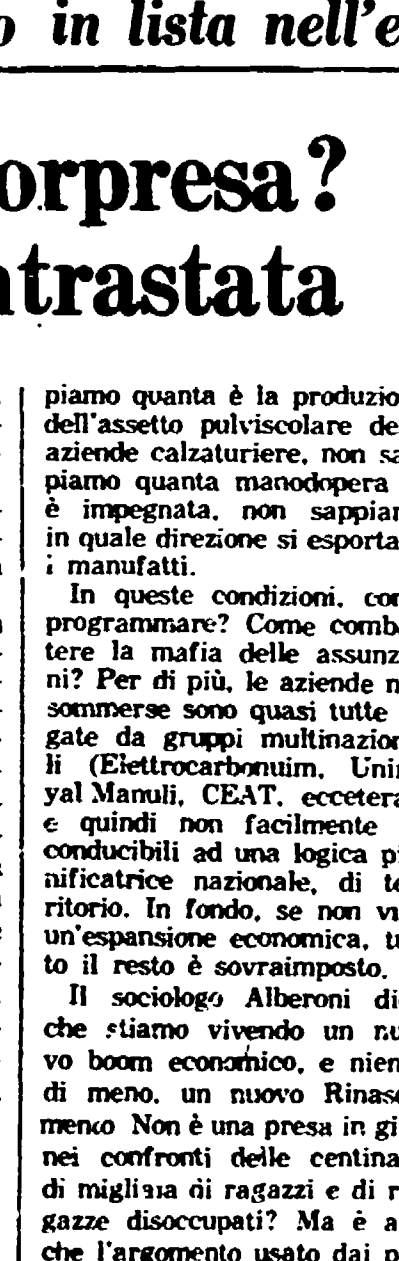 o in lista nell'e
orpresa?
ntrastata
piamo quanta è la produzio
dell'assetto pulviscolare de
aziende calzaturiere, non sa
piamo quanta manodopera
è impegnata, non sappiar
in quale direzione si esporta
i manufatti.
In queste condizioni, cor
programmare? Come comba
tere la mafia delle assunz
ni? Per di più, le aziende n
sommerse sono quasi tutte
gate da gruppi multinazion
li (Elettrocarbonuim, Unir
yal Manuli, CEAT, eccetera
e quindi non facilmente
conducibili ad una logica pi
nificatrice nazionale, di te
ritorio. In fondo, se non vi
un'espansione economica, tu
to il resto è sovraimposto.
Il sociologo Alberoni di
che stiamo vivendo un nu
vo boom economico, e nien
di meno, un nuovo Rinasc
mento Non è una presa in gi
nei confronti delle centina
di migliaia di ragazzi e di r
gazze disoccupati? Ma è a
che l'argomento usato dai p